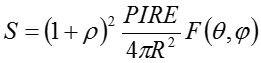 S = (1 + ρ)² PIRE / 4πR² F(θ, φ)